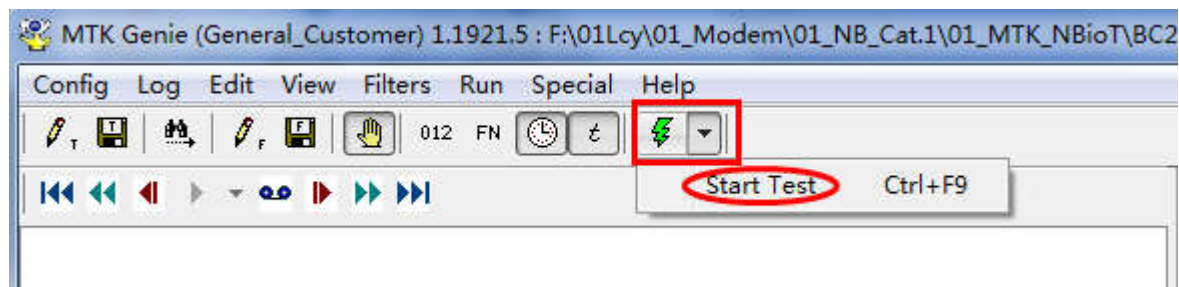 MTK Genie (General_Customer) 1.1921.5 : F:\01Lcy\01_Modem\01_NB_Cat.1\01_MTK_NBioT\BC2
Config Log Edit View Filters Run Special Help
T T F F 012 FN t
Start Test Ctrl+F9